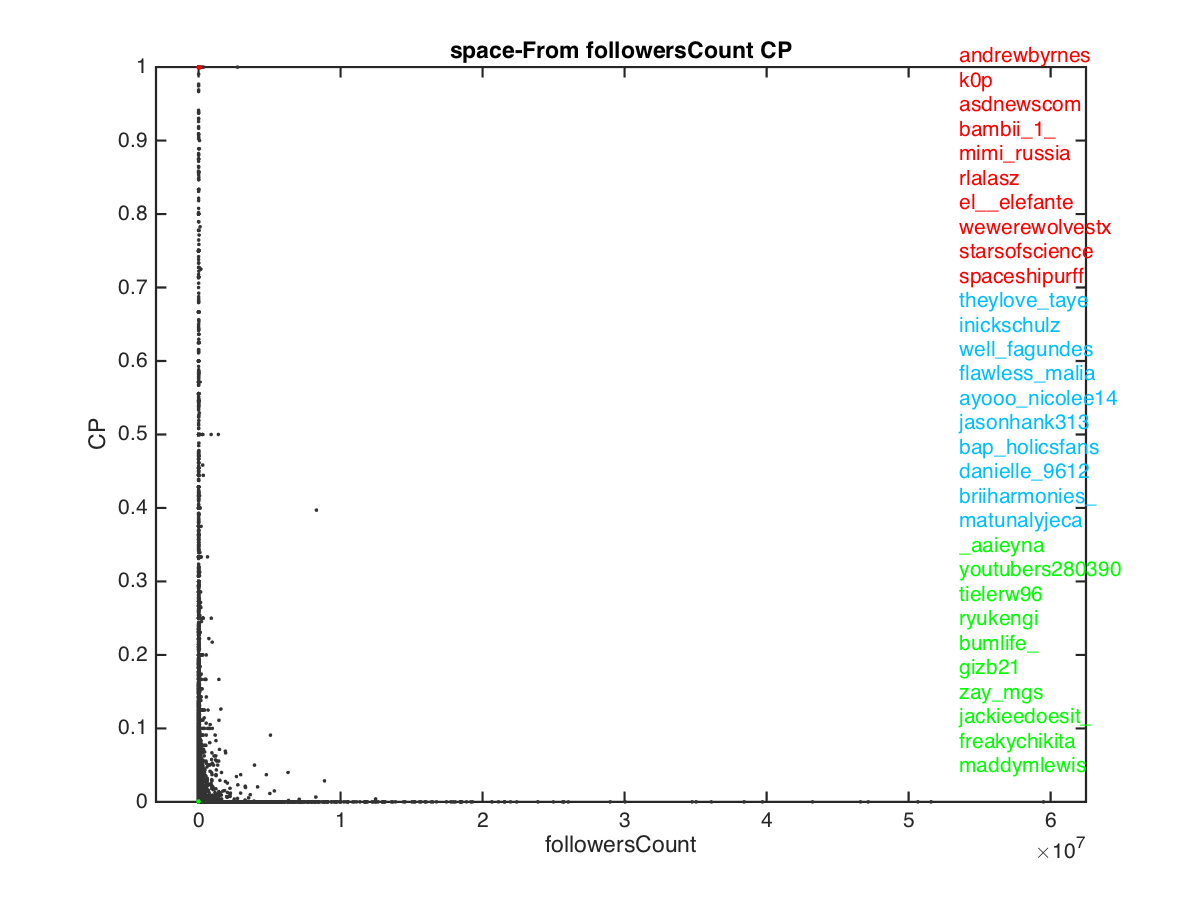 space-From followersCount CP
andrewbyrnes
k0p
asdnewscom
bambii_1_
mimi_russia
rlalasz
el__elefante
wewerewolvestx
starsofscience
spaceshipurff
theylove_taye
inickschulz
well_fagundes
flawless_malia
ayooo_nicolee14
jasonhank313
bap_holicsfans
danielle_9612
briiharmonies_
matunalyjeca
_aaieyna
youtubers280390
tielerw96
ryukengi
bumlife_
gizb21
zay_mgs
jackieedoesit_
freakychikita
maddymlewis
1
0.9
0.8
0.7
0.6
0.5
0.4
0.3
0.2
0.1
0
CP
0 1 2 3 4 5 6
followersCount
×10⁷